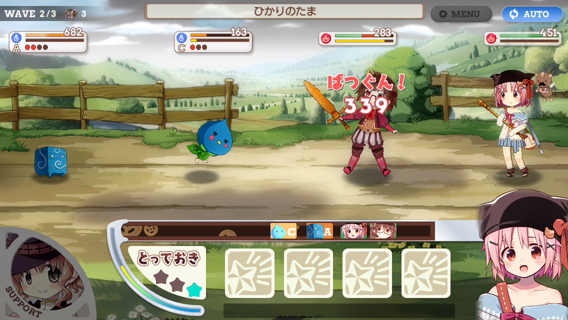 WAVE 2/3 3
ひかりのたま
MENU
AUTO
682
A
163
C
283
451
ばつぐん!
339
C A
とっておき
SUPPORT